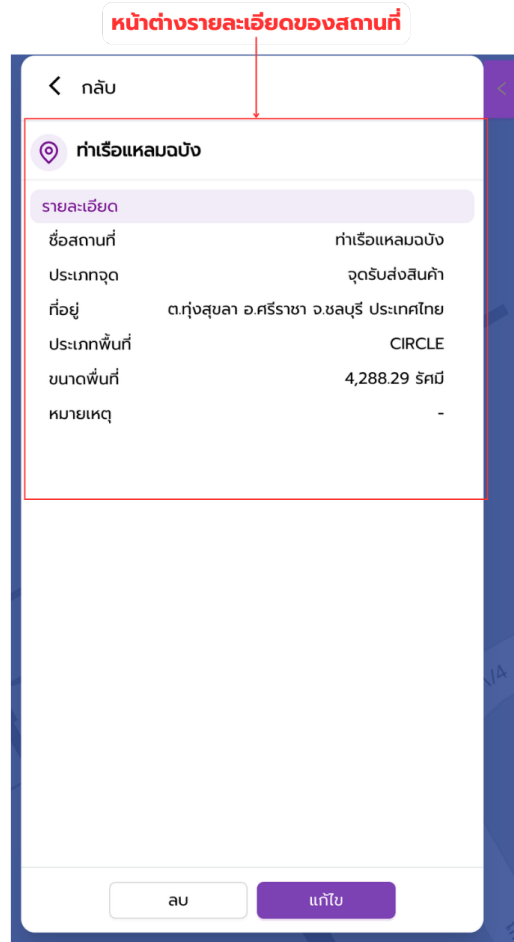 หน้าต่างรายละเอียดของสถานที่
กลับ
<
ท่าเรือแหลมฉบัง
รายละเอียด
ชื่อสถานที่ ท่าเรือแหลมฉบัง
ประเภทจุด จุดรับส่งสินค้า
ที่อยู่ ต.ทุ่งสุขลา อ.ศรีราชา จ.ชลบุรี ประเทศไทย
ประเภทพื้นที่ CIRCLE
ขนาดพื่นที่ 4,288.29 รัศมี
หมายเหตุ -
ลบ แก้ไข